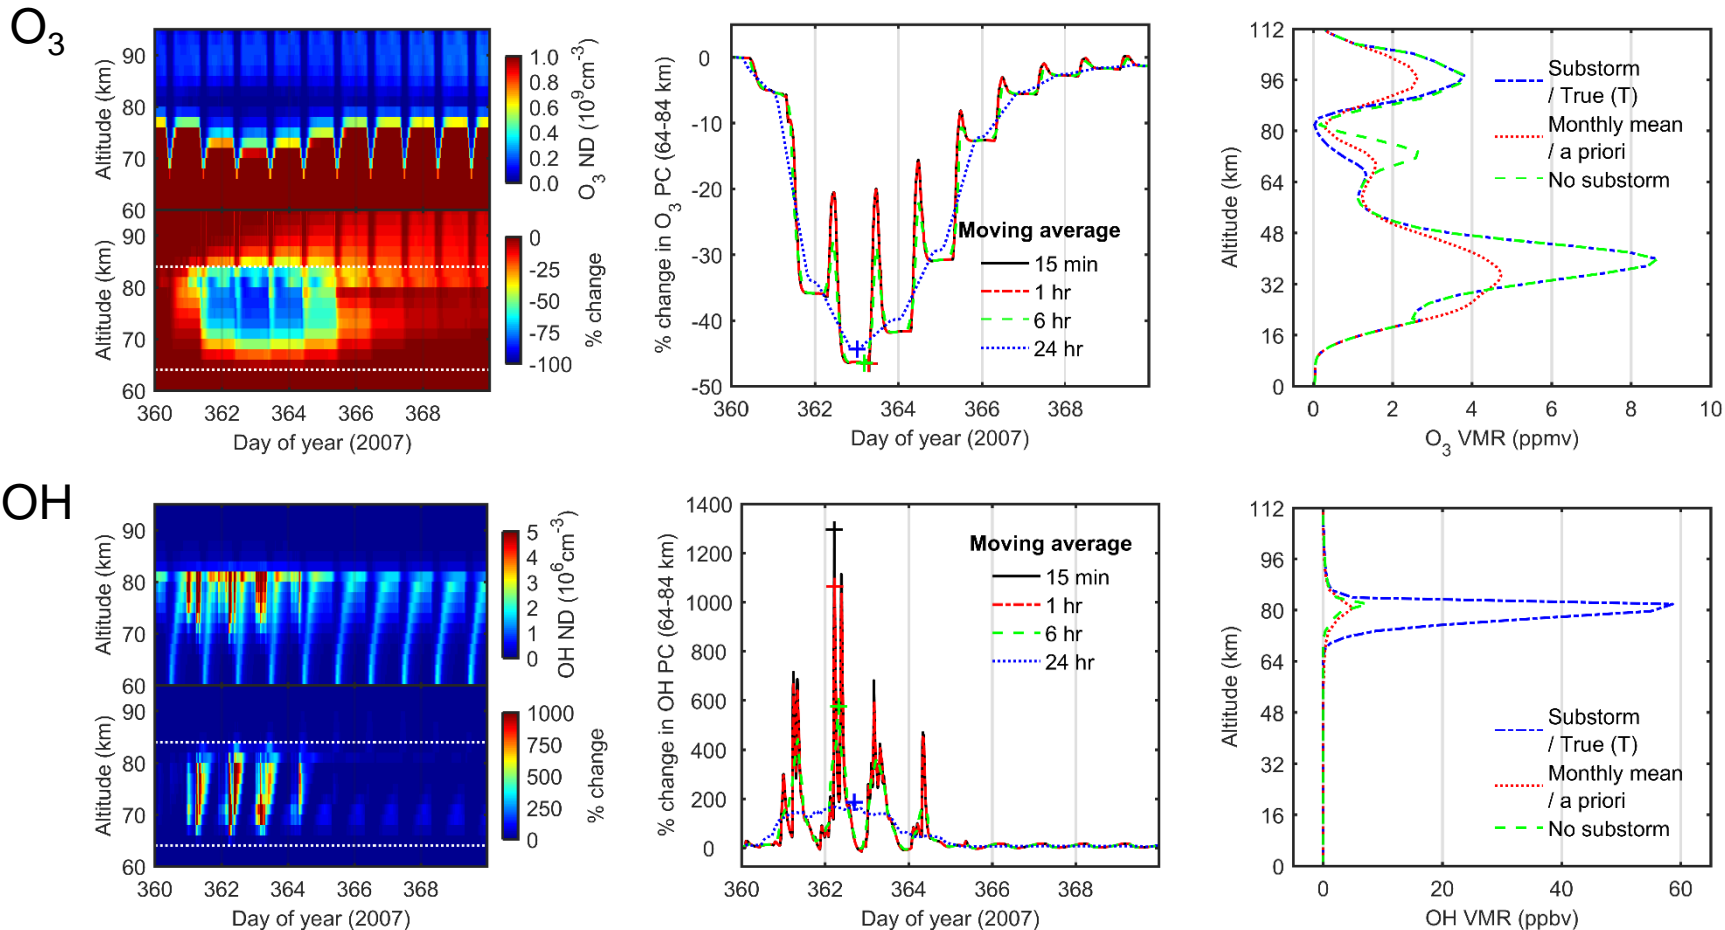 O3
90
80
70
60
90
80
70
60
Altitude (km)
Altitude (km)
360 362 364 366 368
Day of year (2007)
1.0
0.8
0.6
0.4
0.2
0.0
O3 ND (10^9cm^-3)
0
-25
-50
-75
-100
% change
0
-10
-20
-30
-40
-50
% change in O3 PC (64-84 km)
Moving average
15 min
1 hr
6 hr
24 hr
360 362 364 366 368
Day of year (2007)
112
96
80
64
48
32
16
0
Altitude (km)
Substorm
/ True (T)
Monthly mean
/ a priori
No substorm
0 2 4 6 8 10
O3 VMR (ppmv)
OH
90
80
70
60
90
80
70
60
Altitude (km)
Altitude (km)
360 362 364 366 368
Day of year (2007)
5
4
3
2
1
0
OH ND (10^6cm^-3)
1000
750
500
250
0
% change
1400
1200
1000
800
600
400
200
0
% change in OH PC (64-84 km)
Moving average
15 min
1 hr
6 hr
24 hr
360 362 364 366 368
Day of year (2007)
112
96
80
64
48
32
16
0
Altitude (km)
Substorm
/ True (T)
Monthly mean
/ a priori
No substorm
0 20 40 60
OH VMR (ppbv)